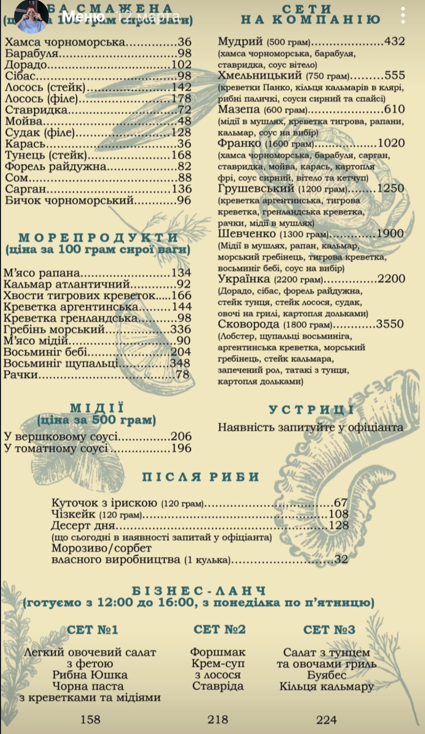 Меню
РИБА СМАЖЕНА
(ціна за 100 грам сирої ваги)
Хамса чорноморська 36
Барабуля 98
Дорадо 102
Сібас 98
Лосось (стейк) 142
Лосось (філе) 178
Ставридка 72
Мойва 48
Судак (філе) 128
Карась 36
Тунець (стейк) 168
Форель райдужна 82
Сом 88
Сарган 136
Бичок чорноморський 96
МОРЕПРОДУКТИ
(ціна за 100 грам сирої ваги)
М'ясо рапана 134
Кальмар атлантичний 92
Хвости тигрових креветок 166
Креветка аргентинська 144
Креветка гренландська 98
Гребінь морський 336
М'ясо мідій 90
Восьминіг бебі 204
Восьминіг щупальці 348
Рачки 78
МІДІЇ
(ціна за 500 грам)
У вершковому соусі 206
У томатному соусі 196
СЕТИ
НА КОМПАНІЮ
Мудрий (500 грам) 432
(хамса чорноморська, барабуля,
ставридка, соус вітело)
Хмельницький (750 грам) 555
(креветки Панко, кільця кальмарів в клярі,
рибні палички, соуси сирний та спайсі)
Мазепа (600 грам) 610
(мідії в мушлях, креветка тигрова, рапани,
кальмар, соус на вибір)
Франко (1600 грам) 1020
(хамса чорноморська, барабуля, сарган,
ставридка, мойва, карась, картопля
фрі, соус сирний, вітело та кетчуп)
Грушевський (1200 грам) 1250
(креветка аргентинська, тигрова
креветка, гренландська креветка,
рачки, мідії в мушлях)
Шевченко (1300 грам) 1900
(Мідії в мушлях, рапан, кальмар,
морський гребінець, тигрова креветка,
восьминіг бебі, соус на вибір)
Українка (2200 грам) 2200
(Дорадо, сібас, форель райдужна,
стейк тунця, стейк лосося, судак,
овочі на грилі, картопля дольками)
Сковорода (1800 грам) 3550
(Лобстер, щупальці восьминіга,
аргентинська креветка, морський
гребінець, стейк кальмара,
запечений рол, татакі з тунця,
картопля дольками)
УСТРИЦІ
Наявність запитуйте у офіціанта
ПІСЛЯ РИБИ
Куточок з ірискою (120 грам) 67
Чізкейк (120 грам) 108
Десерт дня 128
(що сьогодні в наявності запитай у офіціанта)
Морозиво/сорбет
власного виробництва (1 кулька) 32
БІЗНЕС-ЛАНЧ
(готуємо з 12:00 до 16:00, з понеділка по п'ятницю)
СЕТ №1
Легкий овочевий салат
з фетою
Рибна Юшка
Чорна паста
з креветками та мідіями
158
СЕТ №2
Форшмак
Крем-суп
з лосося
Ставріда
218
СЕТ №3
Салат з тунцем
та овочами гриль
Буябес
Кільця кальмару
224